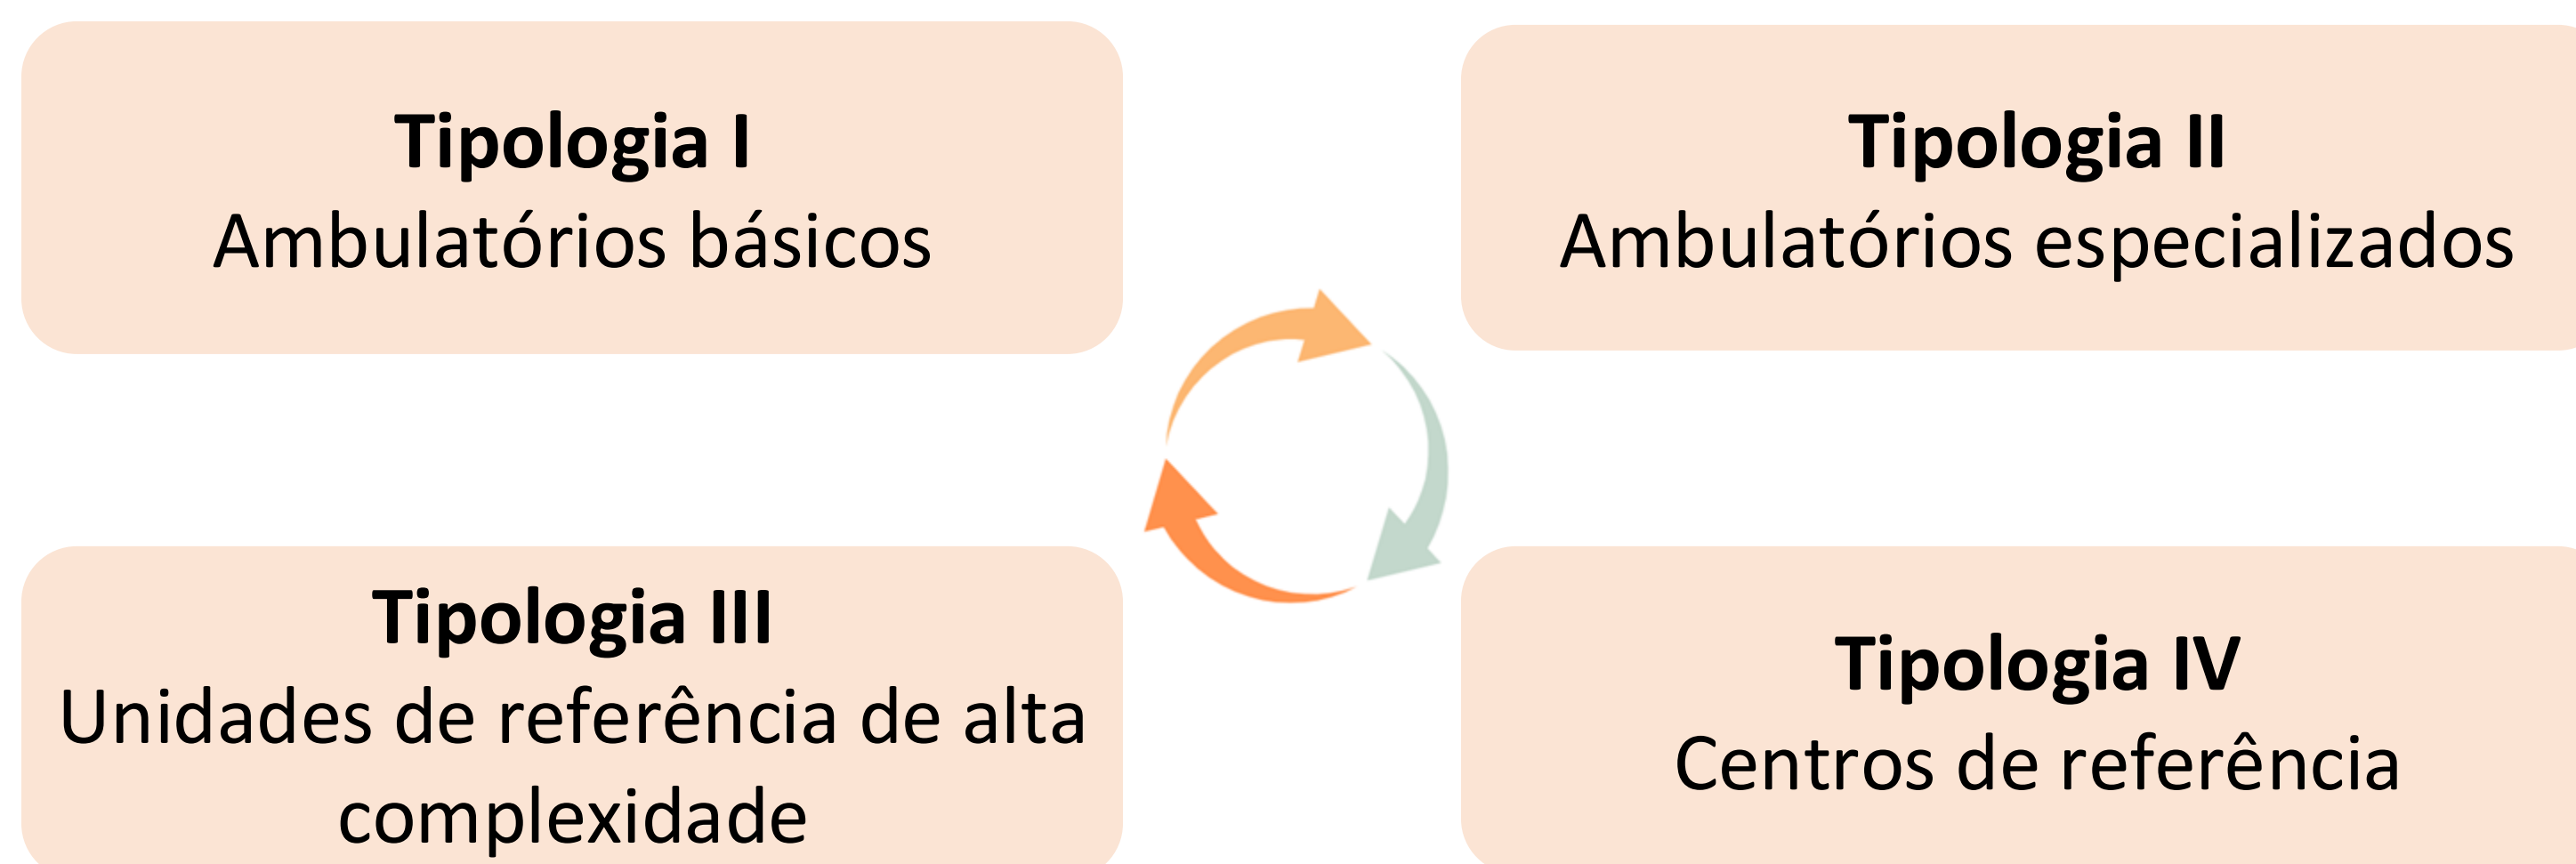 Tipologia I
Ambulatórios básicos
Tipologia II
Ambulatórios especializados
Tipologia III
Unidades de referência de alta
complexidade
Tipologia IV
Centros de referência